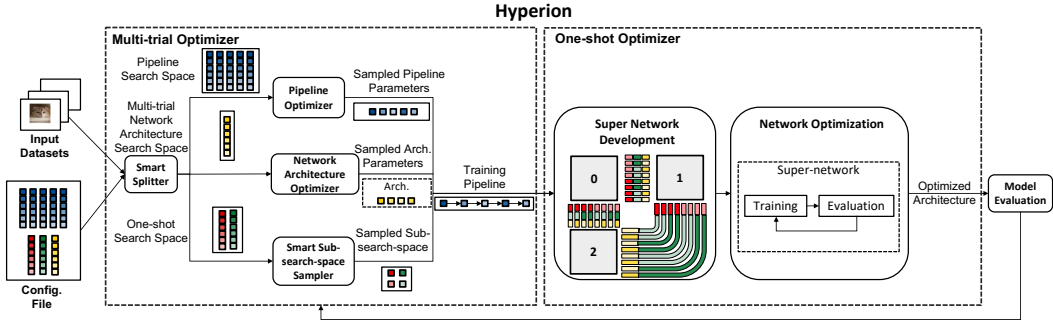 Hyperion
Multi-trial Optimizer
One-shot Optimizer
Pipeline
Search Space
Pipeline
Optimizer
Sampled Pipeline
Parameters
Multi-trial
Network
Architecture
Search Space
Input
Datasets
Smart
Splitter
Network
Architecture
Optimizer
Sampled Arch.
Parameters
Arch.
Training
Pipeline
One-shot
Search Space
Smart Sub-
search-space
Sampler
Sampled Sub-
search-space
Config.
File
Super Network
Development
0
1
2
Network Optimization
Super-network
Training
Evaluation
Optimized
Architecture
Model
Evaluation